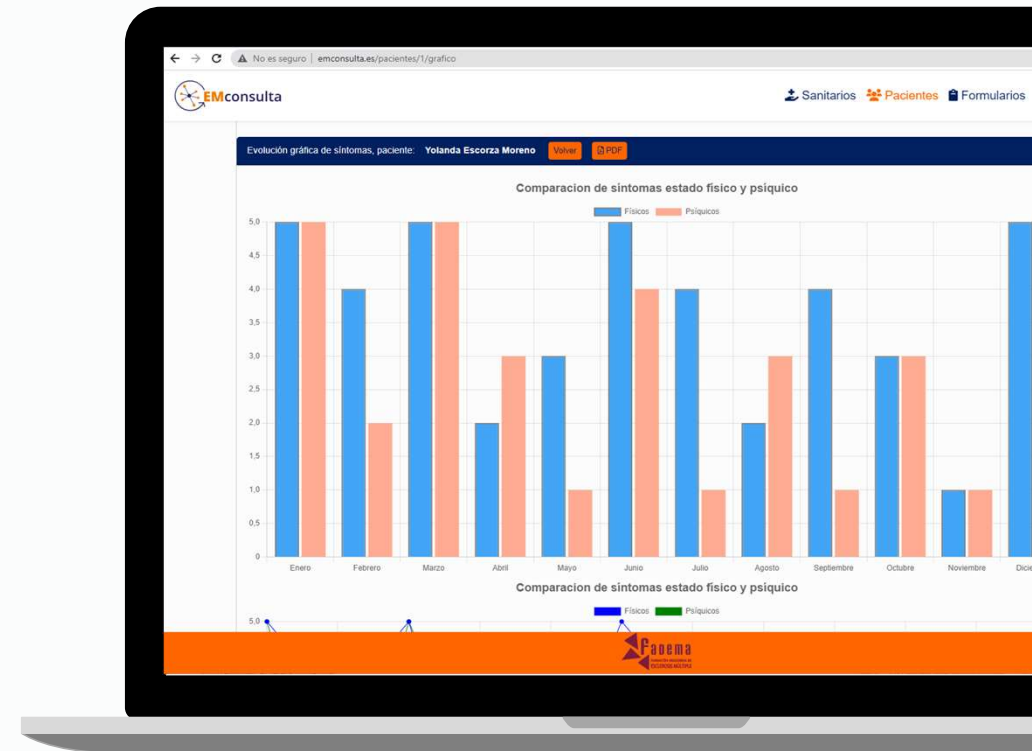 No es seguro | emconsulta.es/pacientes/1/grafico
EMconsulta
Sanitarios Pacientes Formularios
Evolución gráfica de síntomas, paciente: Yolanda Escorza Moreno Volver PDF
Comparacion de sintomas estado fisico y psiquico
Físicos Psíquicos
5,0
4,5
4,0
3,5
3,0
2,5
2,0
1,5
1,0
0,5
0
Enero Febrero Marzo Abril Mayo Junio Julio Agosto Septiembre Octubre Noviembre Dicie
Comparacion de sintomas estado fisico y psiquico
Físicos Psíquicos
5,0
Fadema